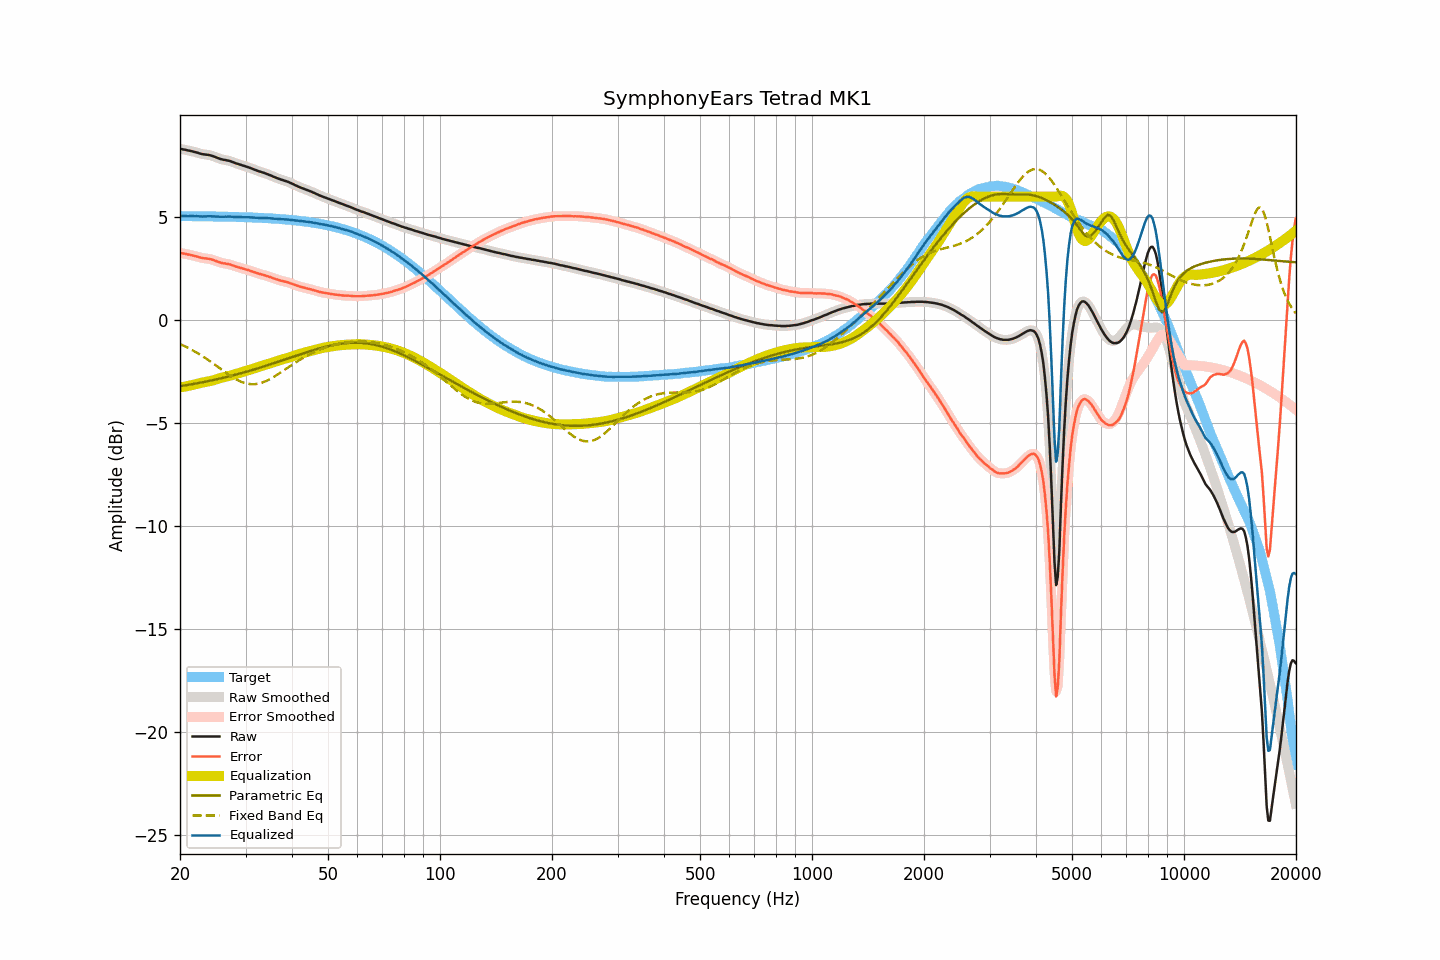 SymphonyEars Tetrad MK1
Amplitude (dBr)
5
0
−5
−10
−15
−20
−25
Target
Raw Smoothed
Error Smoothed
Raw
Error
Equalization
Parametric Eq
Fixed Band Eq
Equalized
20 50 100 200 500 1000 2000 5000 10000 20000
Frequency (Hz)